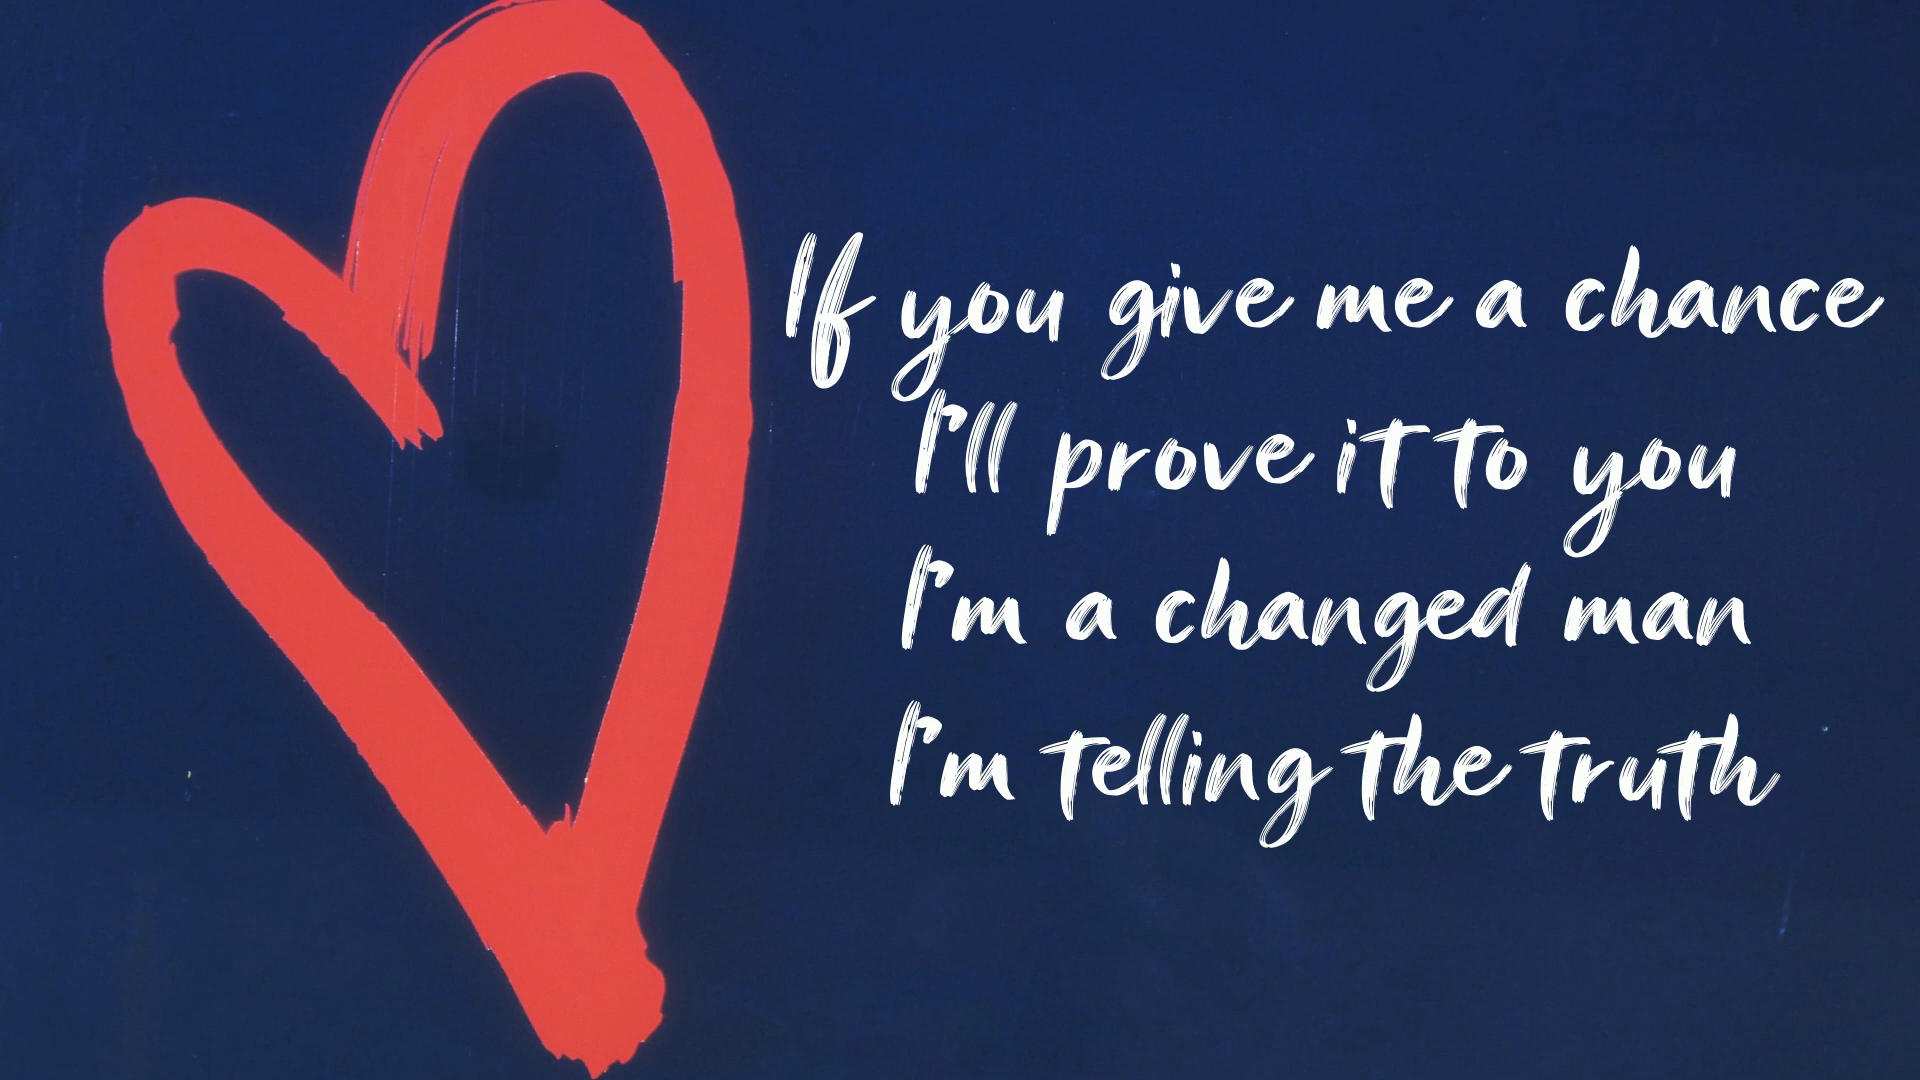 If you give me a chance
I'll prove it to you
I'm a changed man
I'm telling the truth